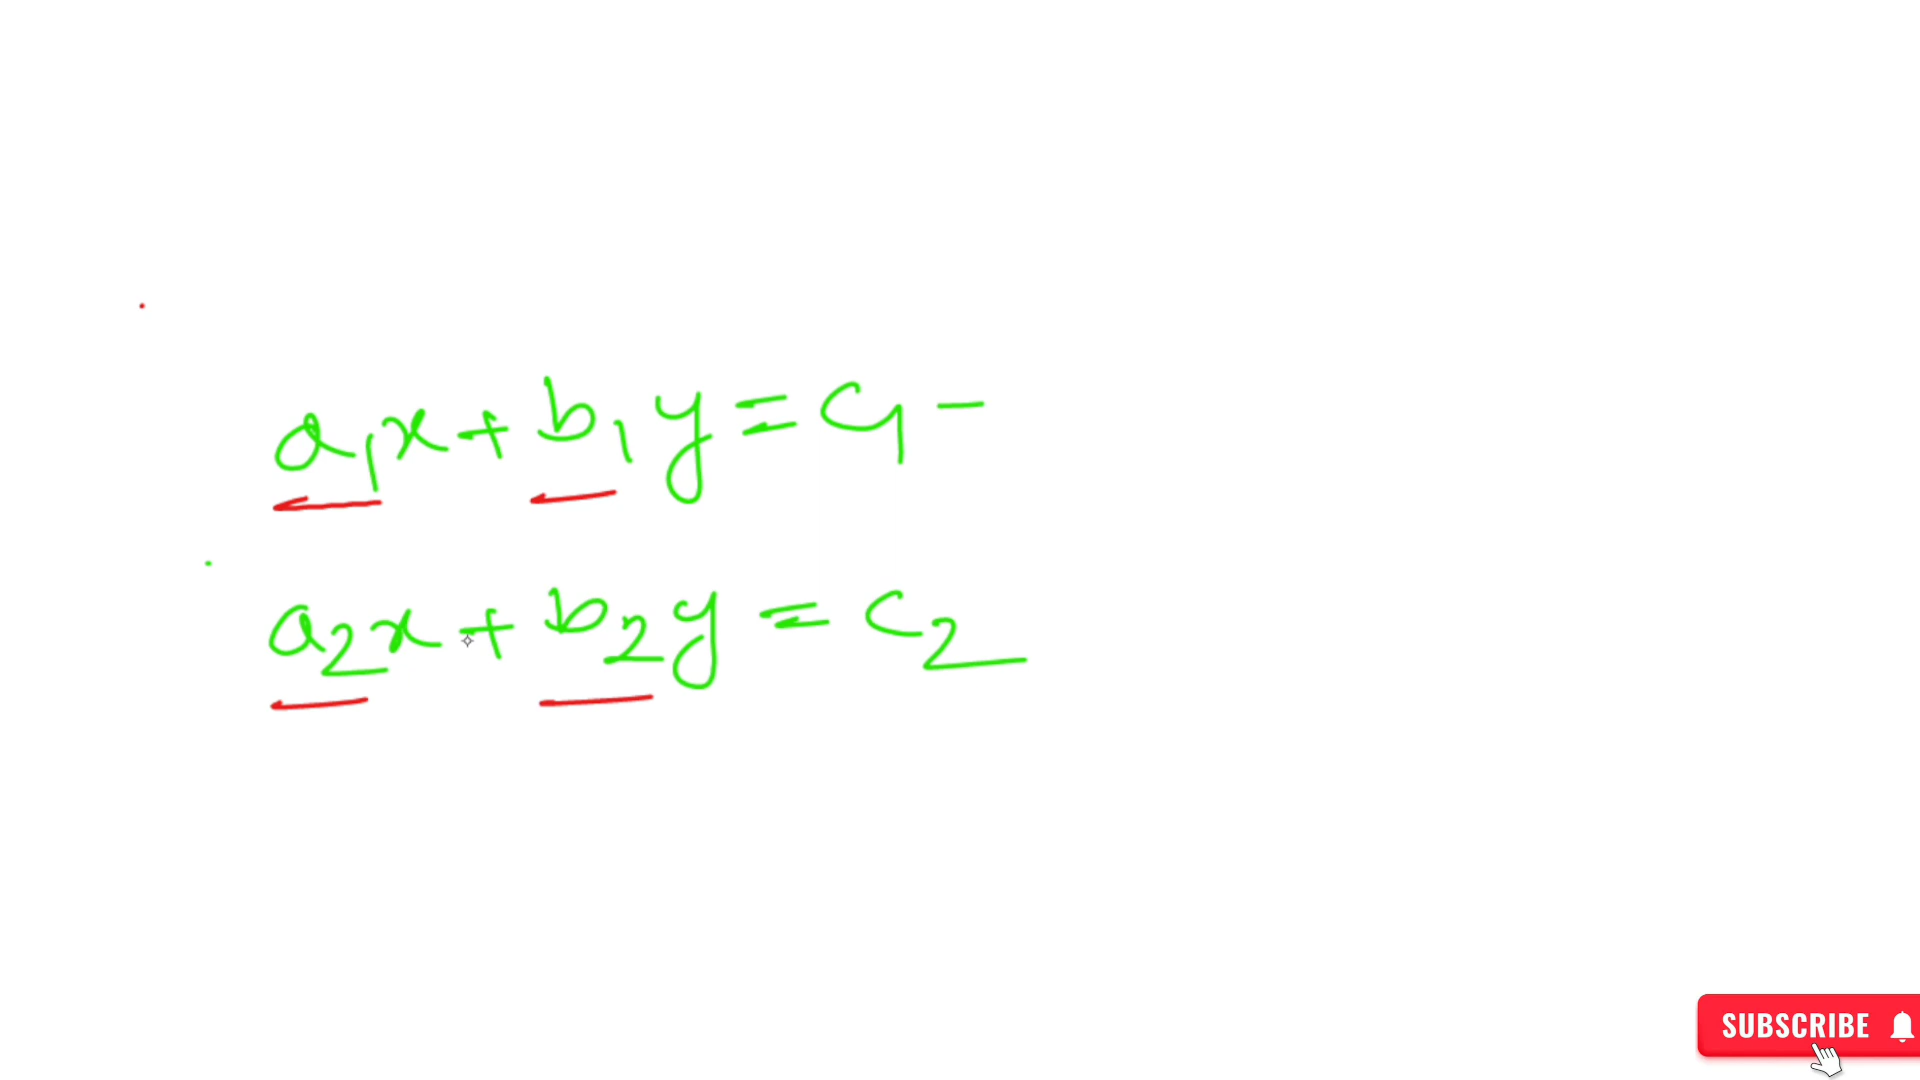 a₁x + b₁y = c₁ –
a₂x + b₂y = c₂
SUBSCRIBE